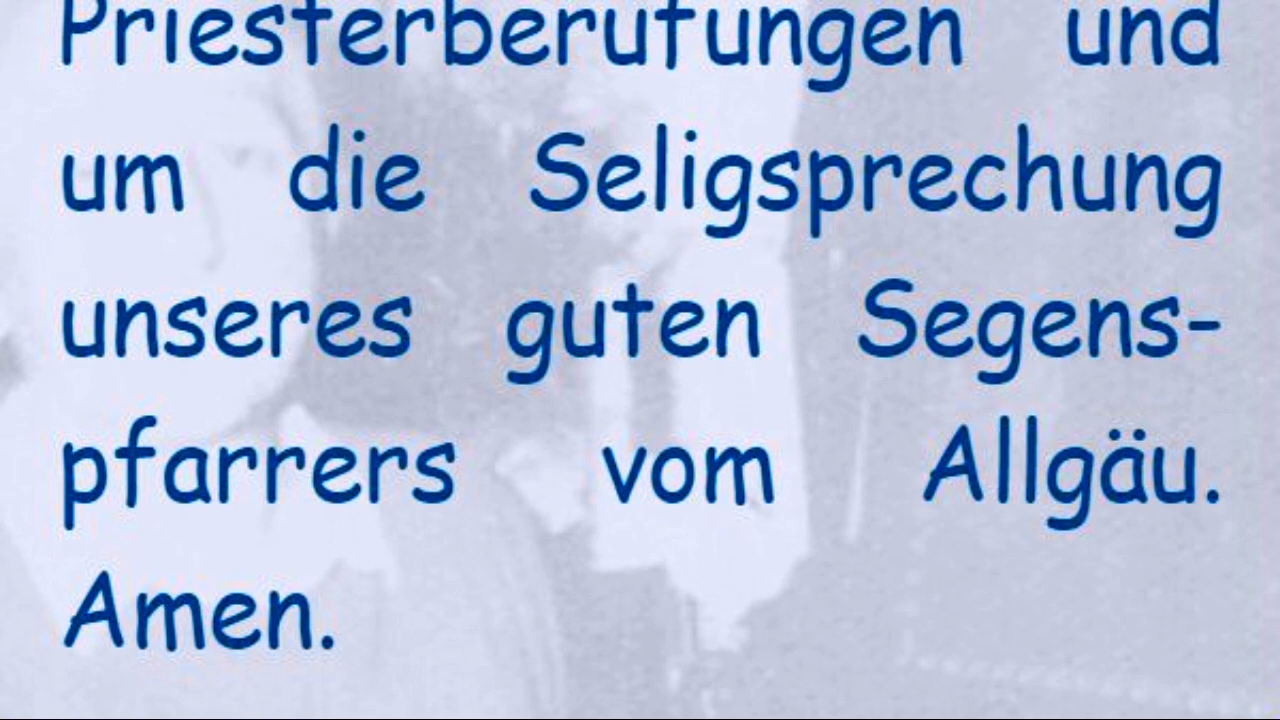 Priesterberufungen und
um die Seligsprechung
unseres guten Segens-
pfarrers vom Allgäu.
Amen.